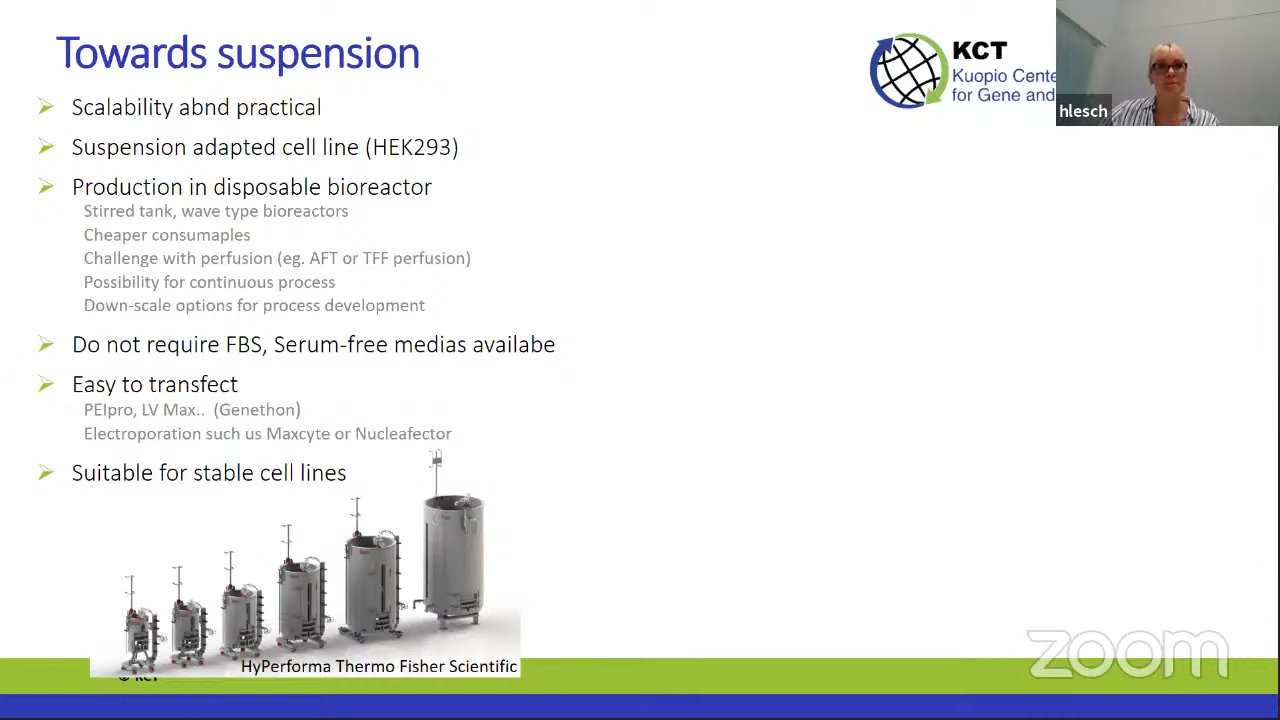 Towards suspension
KCT
Kuopio Cente
for Gene and
hlesch
Scalability abnd practical
Suspension adapted cell line (HEK293)
Production in disposable bioreactor
Stirred tank, wave type bioreactors
Cheaper consumaples
Challenge with perfusion (eg. AFT or TFF perfusion)
Possibility for continuous process
Down-scale options for process development
Do not require FBS, Serum-free medias availabe
Easy to transfect
PEIpro, LV Max.. (Genethon)
Electroporation such us Maxcyte or Nucleafector
Suitable for stable cell lines
HyPerforma Thermo Fisher Scientific
KCT
zoom